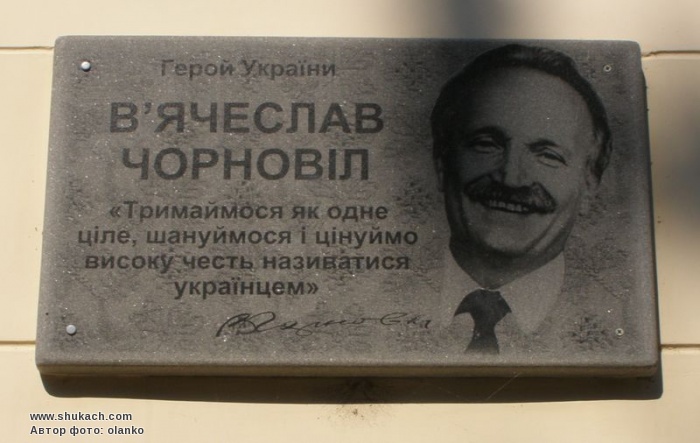 Герой України
В’ЯЧЕСЛАВ
ЧОРНОВІЛ
«Тримаймося як одне
ціле, шануймося і цінуймо
високу честь називатися
українцем»
www.shukach.com
Автор фото: olanko